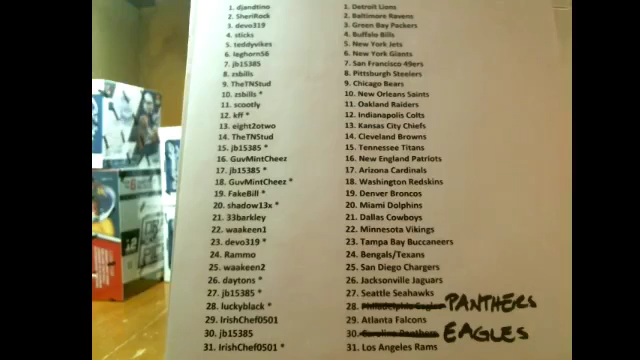 1. djandtino 1. Detroit Lions
2. SheriRock 2. Baltimore Ravens
3. devo319 3. Green Bay Packers
4. sticks 4. Buffalo Bills
5. teddyvikes 5. New York Jets
6. leghorn56 6. New York Giants
7. jb15385 7. San Francisco 49ers
8. zsbills 8. Pittsburgh Steelers
9. TheTNStud 9. Chicago Bears
10. zsbills * 10. New Orleans Saints
11. scootly 11. Oakland Raiders
12. kff * 12. Indianapolis Colts
13. eight2otwo 13. Kansas City Chiefs
14. TheTNStud 14. Cleveland Browns
15. jb15385 * 15. Tennessee Titans
16. GuvMintCheez 16. New England Patriots
17. jb15385 * 17. Arizona Cardinals
18. GuvMintCheez * 18. Washington Redskins
19. FakeBill * 19. Denver Broncos
20. shadow13x * 20. Miami Dolphins
21. 33barkley 21. Dallas Cowboys
22. waakeen1 22. Minnesota Vikings
23. devo319 * 23. Tampa Bay Buccaneers
24. Rammo 24. Bengals/Texans
25. waakeen2 25. San Diego Chargers
26. daytons * 26. Jacksonville Jaguars
27. jb15385 * 27. Seattle Seahawks
28. luckyblack * 28. Philadelphia Eagles PANTHERS
29. IrishChef0501 29. Atlanta Falcons
30. jb15385 30. Carolina Panthers EAGLES
31. IrishChef0501 * 31. Los Angeles Rams